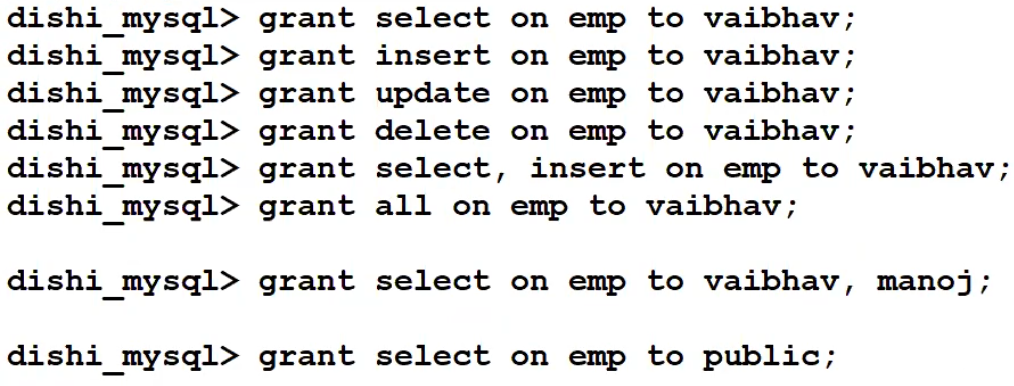 dishi_mysql> grant select on emp to vaibhav;
dishi_mysql> grant insert on emp to vaibhav;
dishi_mysql> grant update on emp to vaibhav;
dishi_mysql> grant delete on emp to vaibhav;
dishi_mysql> grant select, insert on emp to vaibhav;
dishi_mysql> grant all on emp to vaibhav;
dishi_mysql> grant select on emp to vaibhav, manoj;
dishi_mysql> grant select on emp to public;